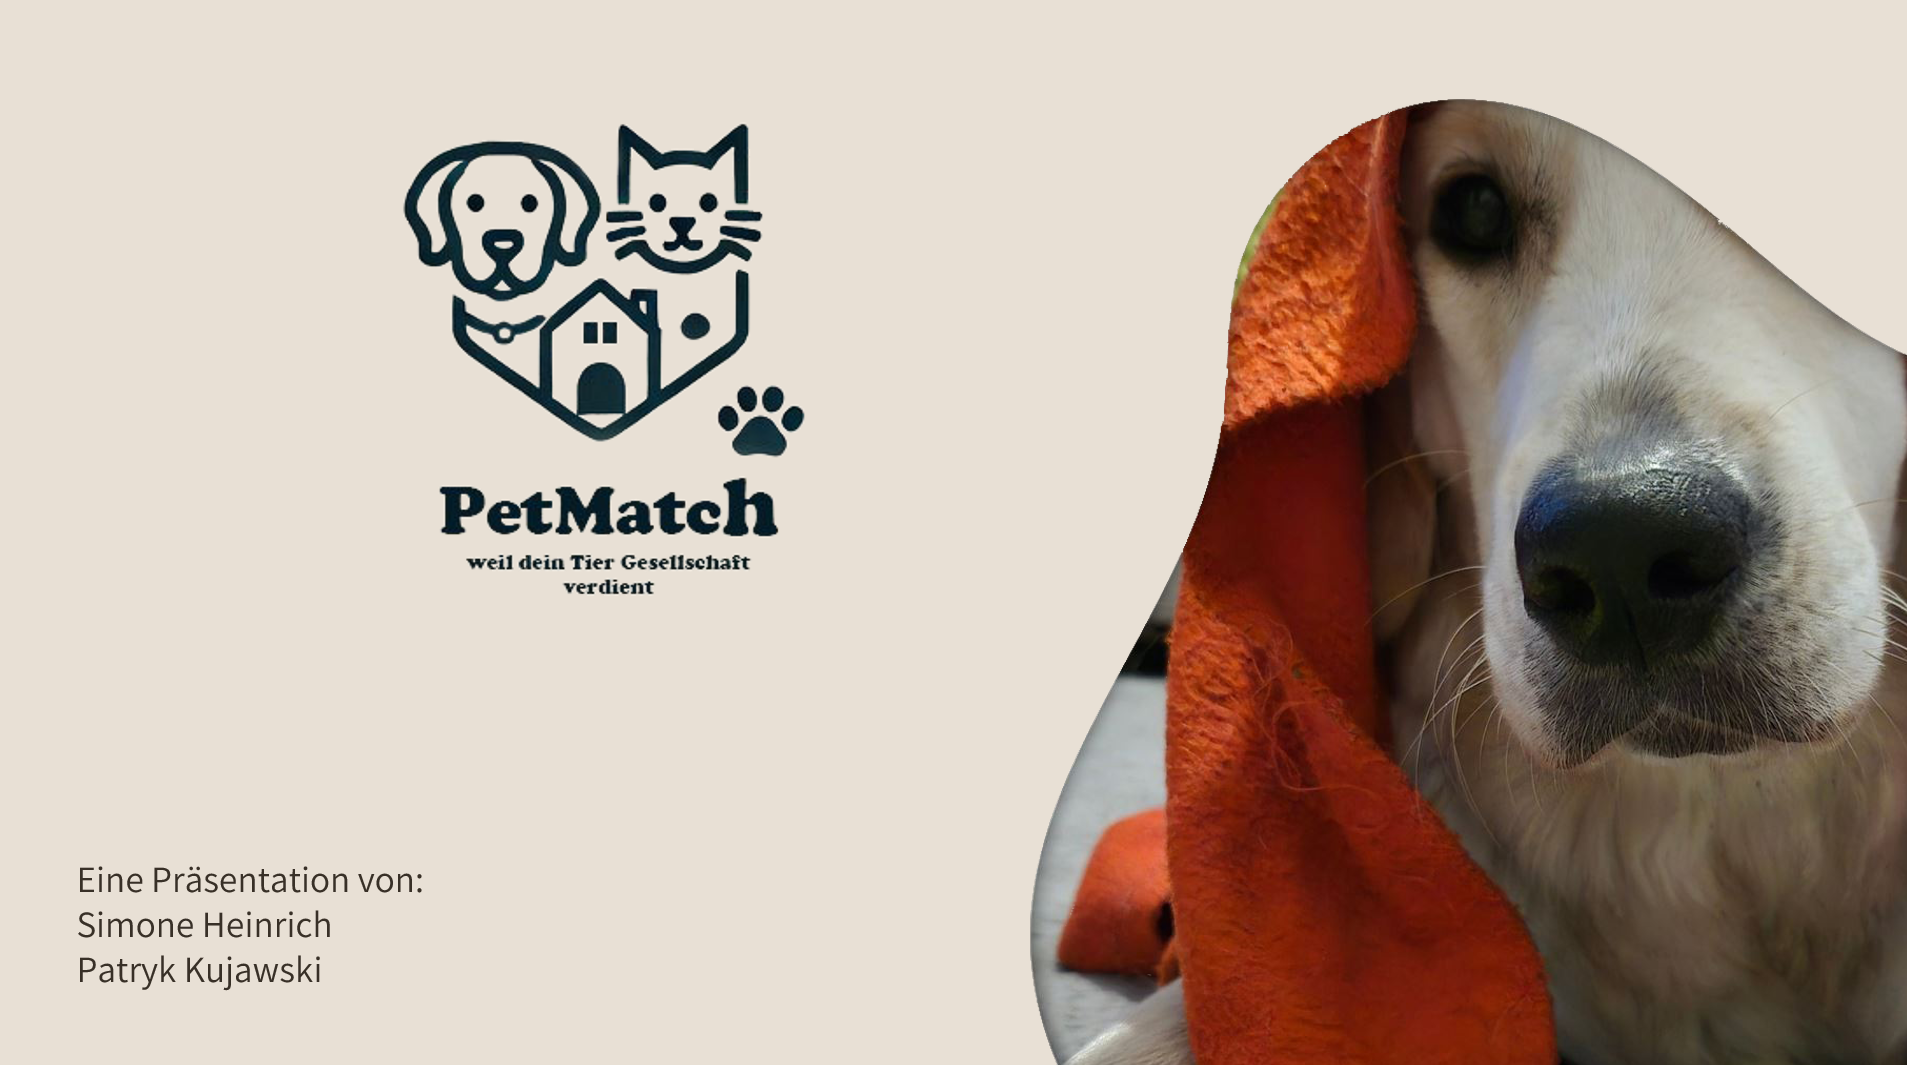 PetMatch
weil dein Tier Gesellschaft
verdient
Eine Präsentation von:
Simone Heinrich
Patryk Kujawski